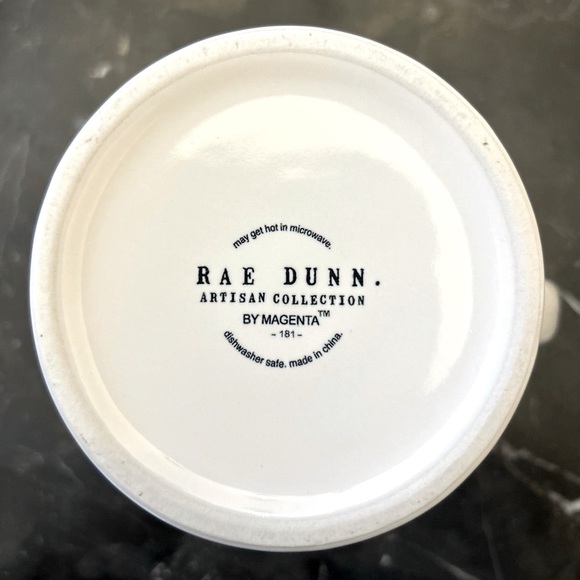 may get hot in microwave.
RAE DUNN.
ARTISAN COLLECTION
BY MAGENTA™
– 181 –
dishwasher safe. made in china.